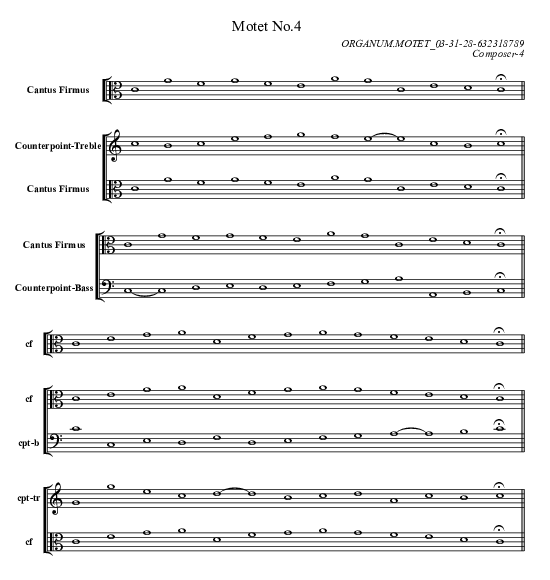 Motet No.4
ORGANUM.MOTET_03-31-28-632318789
Composer-4
Cantus Firmus
Counterpoint-Treble
Cantus Firmus
Cantus Firmus
Counterpoint-Bass
cf
cf
cpt-b
cpt-tr
cf